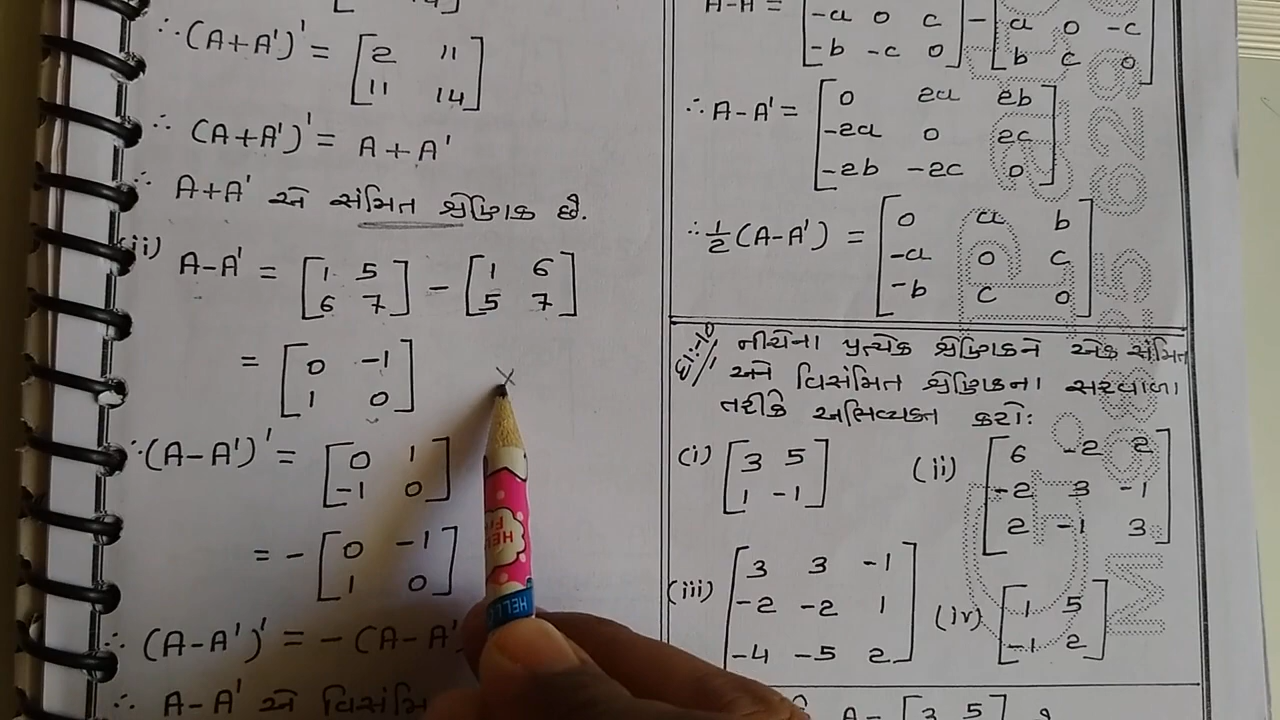 ∴ (A+A')' = [2 11
11 14]
∴ (A+A')' = A+A'
∴ A+A' એ સંમિત શ્રેણિક છે.
(ii) A-A' = [1 5 - [1 6
6 7] 5 7]
= [0 -1
1 0]
∴ (A-A')' = [0 1
-1 0]
= - [0 -1
1 0]
∴ (A-A')' = - (A-A'
∴ A-A' એ
[-a 0 c - [a 0 -c
-b -c 0] b c 0]
∴ A-A' = [0 2a 2b
-2a 0 2c
-2b -2c 0]
∴ 1/2 (A-A') = [0 a b
-a 0 c
-b c 0]
નીચેના પ્રત્યેક શ્રેણિકને એક સંમિત
અને વિસંમિત શ્રેણિકના સરવાળા
તરીકે અભિવ્યક્ત કરો:
(i) [3 5
1 -1]
(ii) [6 -2 2
-2 3 -1
2 -1 3]
(iii) [3 3 -1
-2 -2 1
-4 -5 2]
(iv) [1 5
-1 2]
A = [3 5]